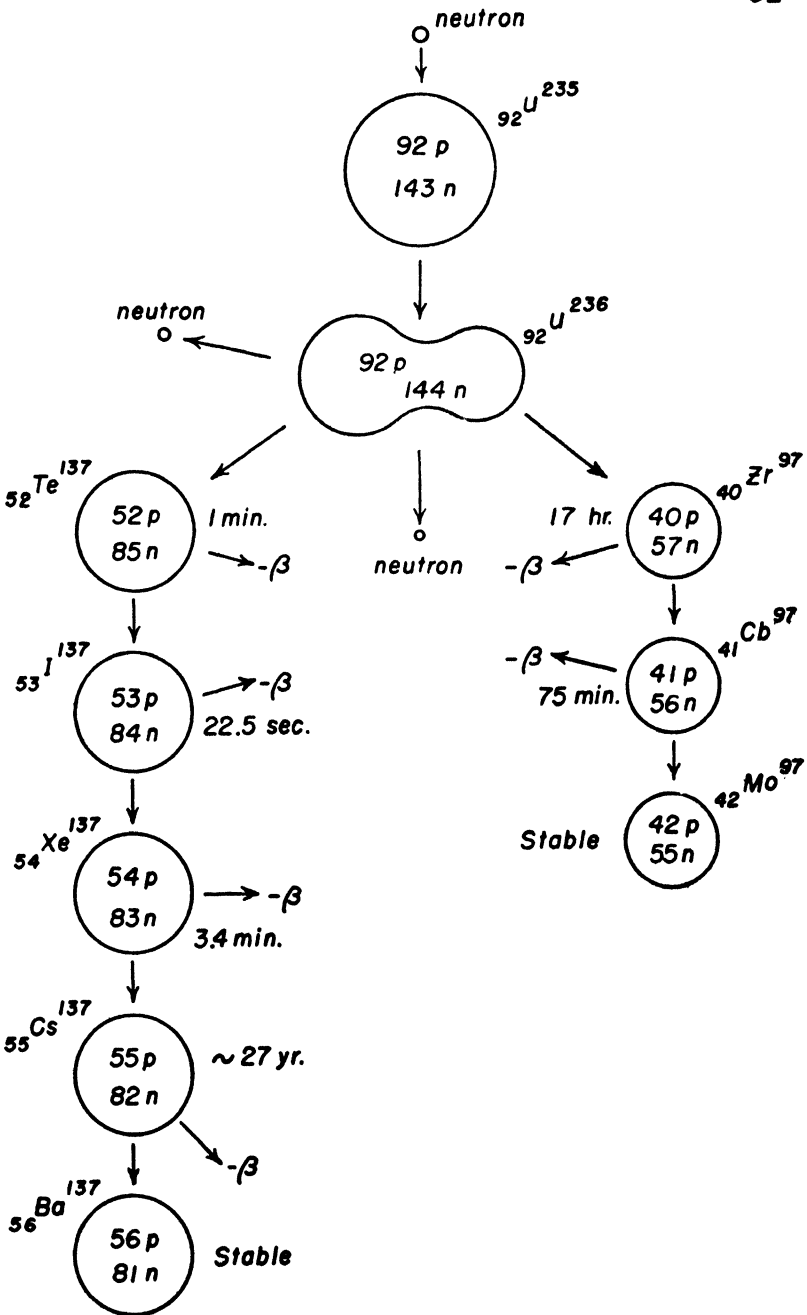 neutron
92U235
92 p
143 n
neutron
92U236
92 p
144 n
52Te137
52 p
85 n
1 min.
-β
neutron
40Zr97
17 hr.
40 p
57 n
-β
53I137
53 p
84 n
-β
22.5 sec.
41Cb97
-β
41 p
56 n
75 min.
54Xe137
54 p
83 n
-β
3.4 min.
42Mo97
Stable
42 p
55 n
55Cs137
55 p
82 n
~ 27 yr.
-β
56Ba137
56 p
81 n
Stable